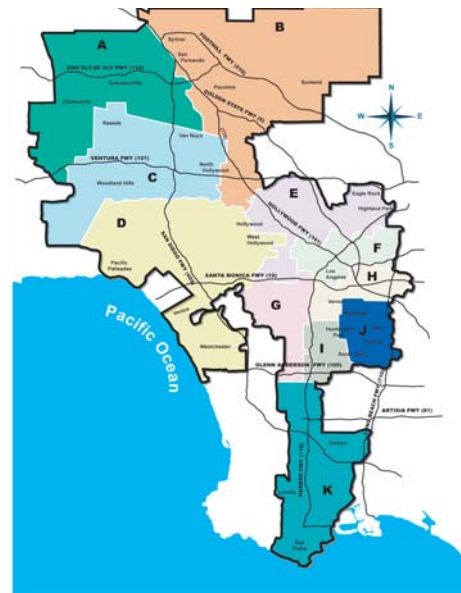 B
A
FOOTHILL FWY (210)
Sylmar
San
Fernando
Granada Hills
Pacoima
Sunland
GOLDEN STATE FWY (5)
Chatsworth
N
W
E
S
Reseda
Van Nuys
(170)
VENTURA FWY (101)
North
Hollywood
C
Woodland Hills
E
Eagle Rock
Highland Park
HOLLYWOOD FWY (101)
Hollywood
D
West
Hollywood
F
SAN DIEGO FWY (405)
Pacific
Palisades
Los
Angeles
H
SANTA MONICA FWY (10)
G
Venice
J
Pacific Ocean
I
Westchester
GLENN ANDERSON FWY (105)
ARTISIA FWY (91)
HARBOR FWY (110)
Carson
Lomita
K
San
Pedro